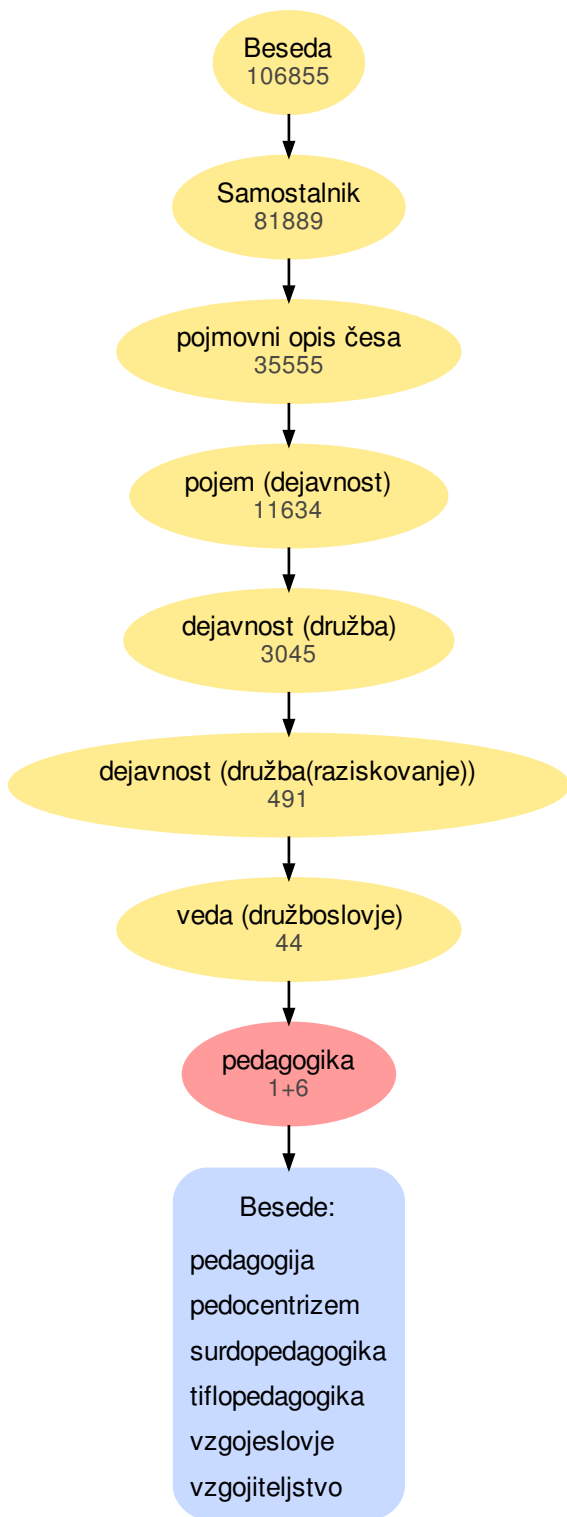 Beseda
106855
Samostalnik
81889
pojmovni opis česa
35555
pojem (dejavnost)
11634
dejavnost (družba)
3045
dejavnost (družba(raziskovanje))
491
veda (družboslovje)
44
pedagogika
1+6
Besede:
pedagogija
pedocentrizem
surdopedagogika
tiflopedagogika
vzgojeslovje
vzgojiteljstvo